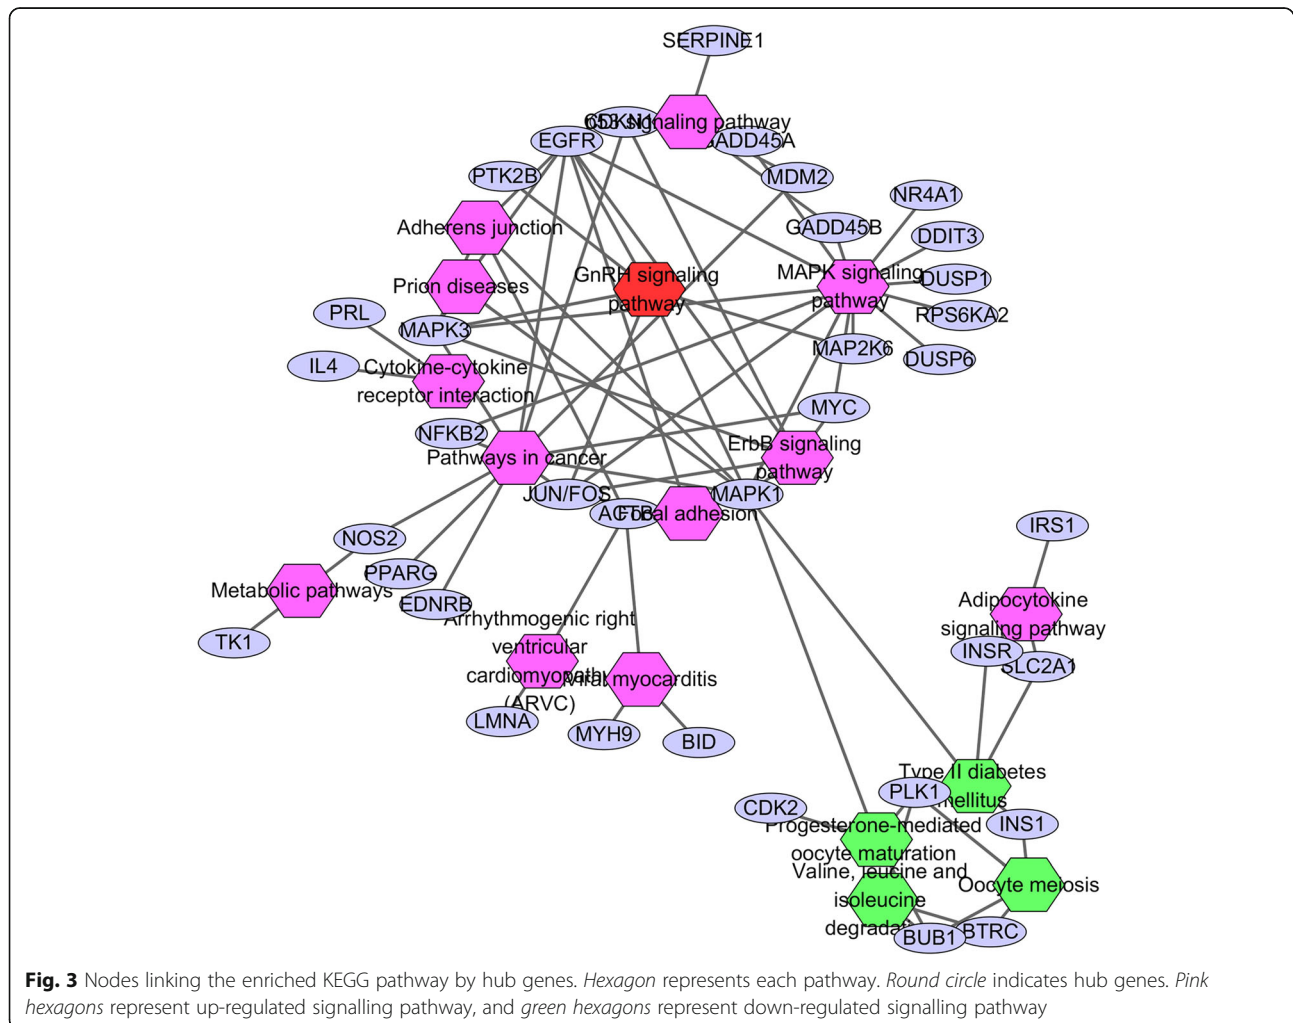 SERPINE1
signaling pathway
EGFR
GADD45A
PTK2B
MDM2
NR4A1
Adherens junction
GADD45B
DDIT3
GnRH signaling
pathway
MAPK signaling
pathway
DUSP1
Prion diseases
PRL
MAPK3
RPS6KA2
MAP2K6
DUSP6
IL4
Cytokine-cytokine
receptor interaction
MYC
NFKB2
ErbB signaling
pathway
Pathways in cancer
JUN/FOS
MAPK1
Focal adhesion
IRS1
NOS2
PPARG
Metabolic pathways
EDNRB
Adipocytokine
signaling pathway
Arrhythmogenic right
ventricular
cardiomyopathy
(ARVC)
TK1
INSR
SLC2A1
Viral myocarditis
LMNA
MYH9
BID
Type II diabetes
mellitus
PLK1
CDK2
INS1
Progesterone-mediated
oocyte maturation
Valine, leucine and
isoleucine
Oocyte meiosis
BUB1
BTRC
Fig. 3 Nodes linking the enriched KEGG pathway by hub genes. Hexagon represents each pathway. Round circle indicates hub genes. Pink
hexagons represent up-regulated signalling pathway, and green hexagons represent down-regulated signalling pathway